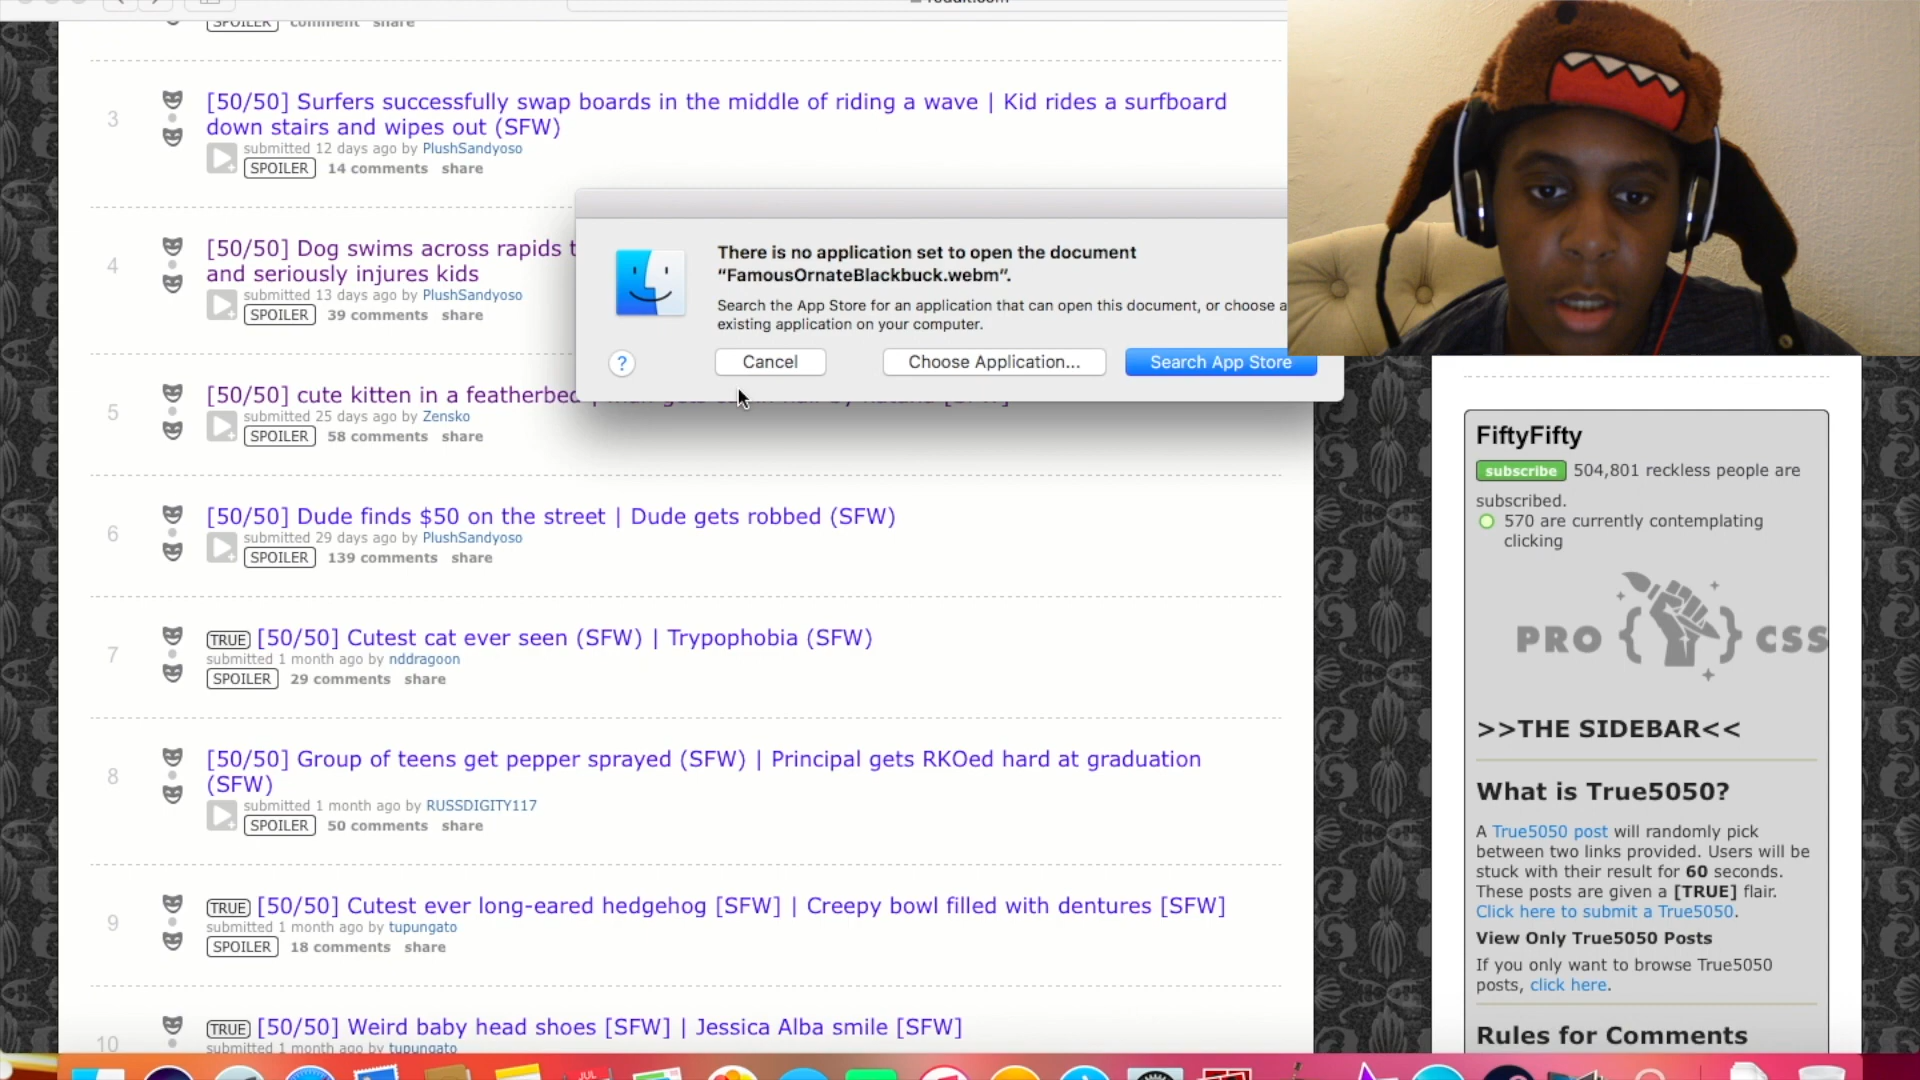 reddit.com
SPOILER comment share
3
[50/50] Surfers successfully swap boards in the middle of riding a wave | Kid rides a surfboard
down stairs and wipes out (SFW)
submitted 12 days ago by PlushSandyoso
SPOILER 14 comments share
4
[50/50] Dog swims across rapids
and seriously injures kids
submitted 13 days ago by PlushSandyoso
SPOILER 39 comments share
There is no application set to open the document
“FamousOrnateBlackbuck.webm”.
Search the App Store for an application that can open this document, or choose a
existing application on your computer.
? Cancel Choose Application... Search App Store
5
[50/50] cute kitten in a featherbed
submitted 25 days ago by Zensko
SPOILER 58 comments share
6
[50/50] Dude finds $50 on the street | Dude gets robbed (SFW)
submitted 29 days ago by PlushSandyoso
SPOILER 139 comments share
7
TRUE [50/50] Cutest cat ever seen (SFW) | Trypophobia (SFW)
submitted 1 month ago by nddragoon
SPOILER 29 comments share
8
[50/50] Group of teens get pepper sprayed (SFW) | Principal gets RKOed hard at graduation
(SFW)
submitted 1 month ago by RUSSDIGITY117
SPOILER 50 comments share
9
TRUE [50/50] Cutest ever long-eared hedgehog [SFW] | Creepy bowl filled with dentures [SFW]
submitted 1 month ago by tupungato
SPOILER 18 comments share
10
TRUE [50/50] Weird baby head shoes [SFW] | Jessica Alba smile [SFW]
submitted 1 month ago by tupungato
FiftyFifty
subscribe 504,801 reckless people are
subscribed.
570 are currently contemplating
clicking
PRO { } CSS
>>THE SIDEBAR<<
What is True5050?
A True5050 post will randomly pick
between two links provided. Users will be
stuck with their result for 60 seconds.
These posts are given a [TRUE] flair.
Click here to submit a True5050.
View Only True5050 Posts
If you only want to browse True5050
posts, click here.
Rules for Comments
JUL